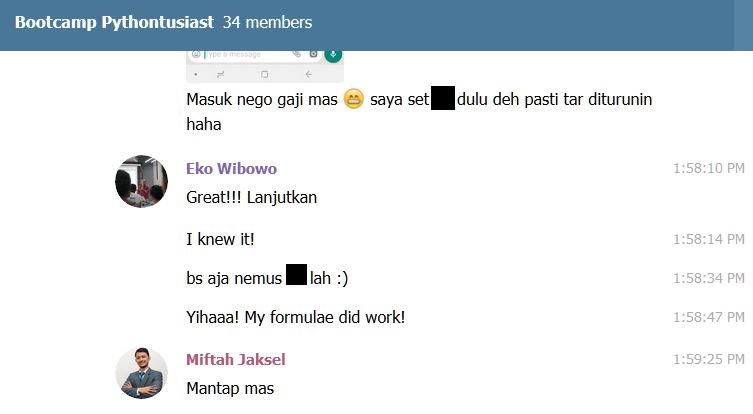 Bootcamp Pythontusiast 34 members
Type a message
Masuk nego gaji mas 😁 saya set dulu deh pasti tar diturunin
haha
Eko Wibowo 1:58:10 PM
Great!!! Lanjutkan
I knew it! 1:58:14 PM
bs aja nemus lah :) 1:58:34 PM
Yihaaa! My formulae did work! 1:58:47 PM
Miftah Jaksel 1:59:25 PM
Mantap mas